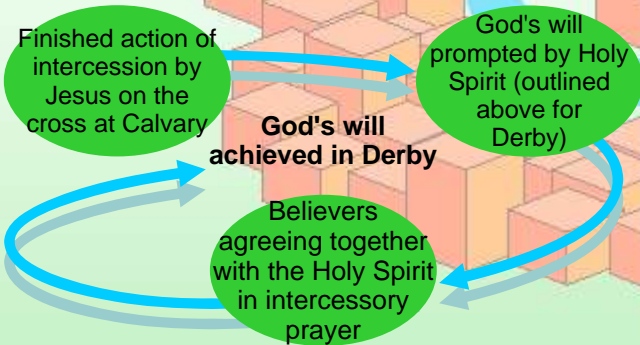 Finished action of
intercession by
Jesus on the
cross at Calvary
God's will
prompted by Holy
Spirit (outlined
above for
Derby)
God's will
achieved in Derby
Believers
agreeing together
with the Holy Spirit
in intercessory
prayer